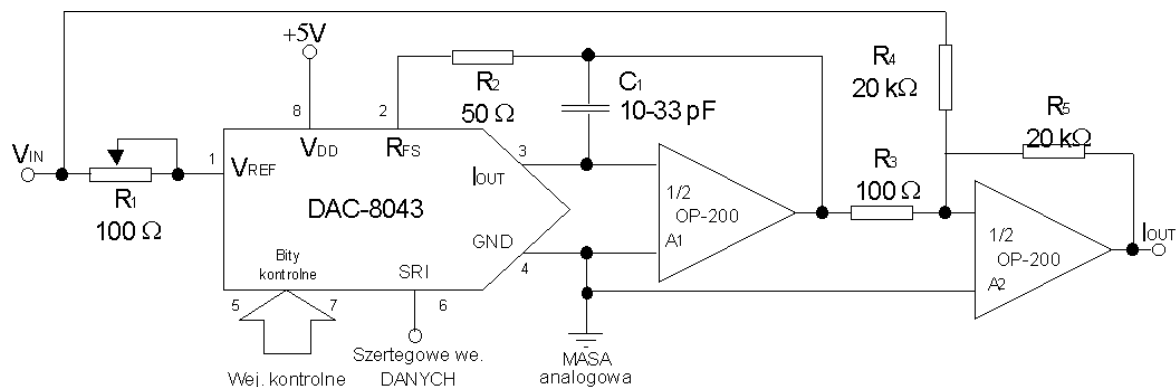 +5V
R2
50 Ω
C1
10-33 pF
R4
20 kΩ
R5
20 kΩ
8
2
VIN
R1
100 Ω
1
VREF
VDD
RFS
3
IOUT
DAC-8043
GND
4
Bity
kontrolne
SRI
5
7
6
1/2
OP-200
A1
R3
100 Ω
1/2
OP-200
A2
IOUT
Wej. kontrolne
Szertegowe we.
DANYCH
MASA
analogowa